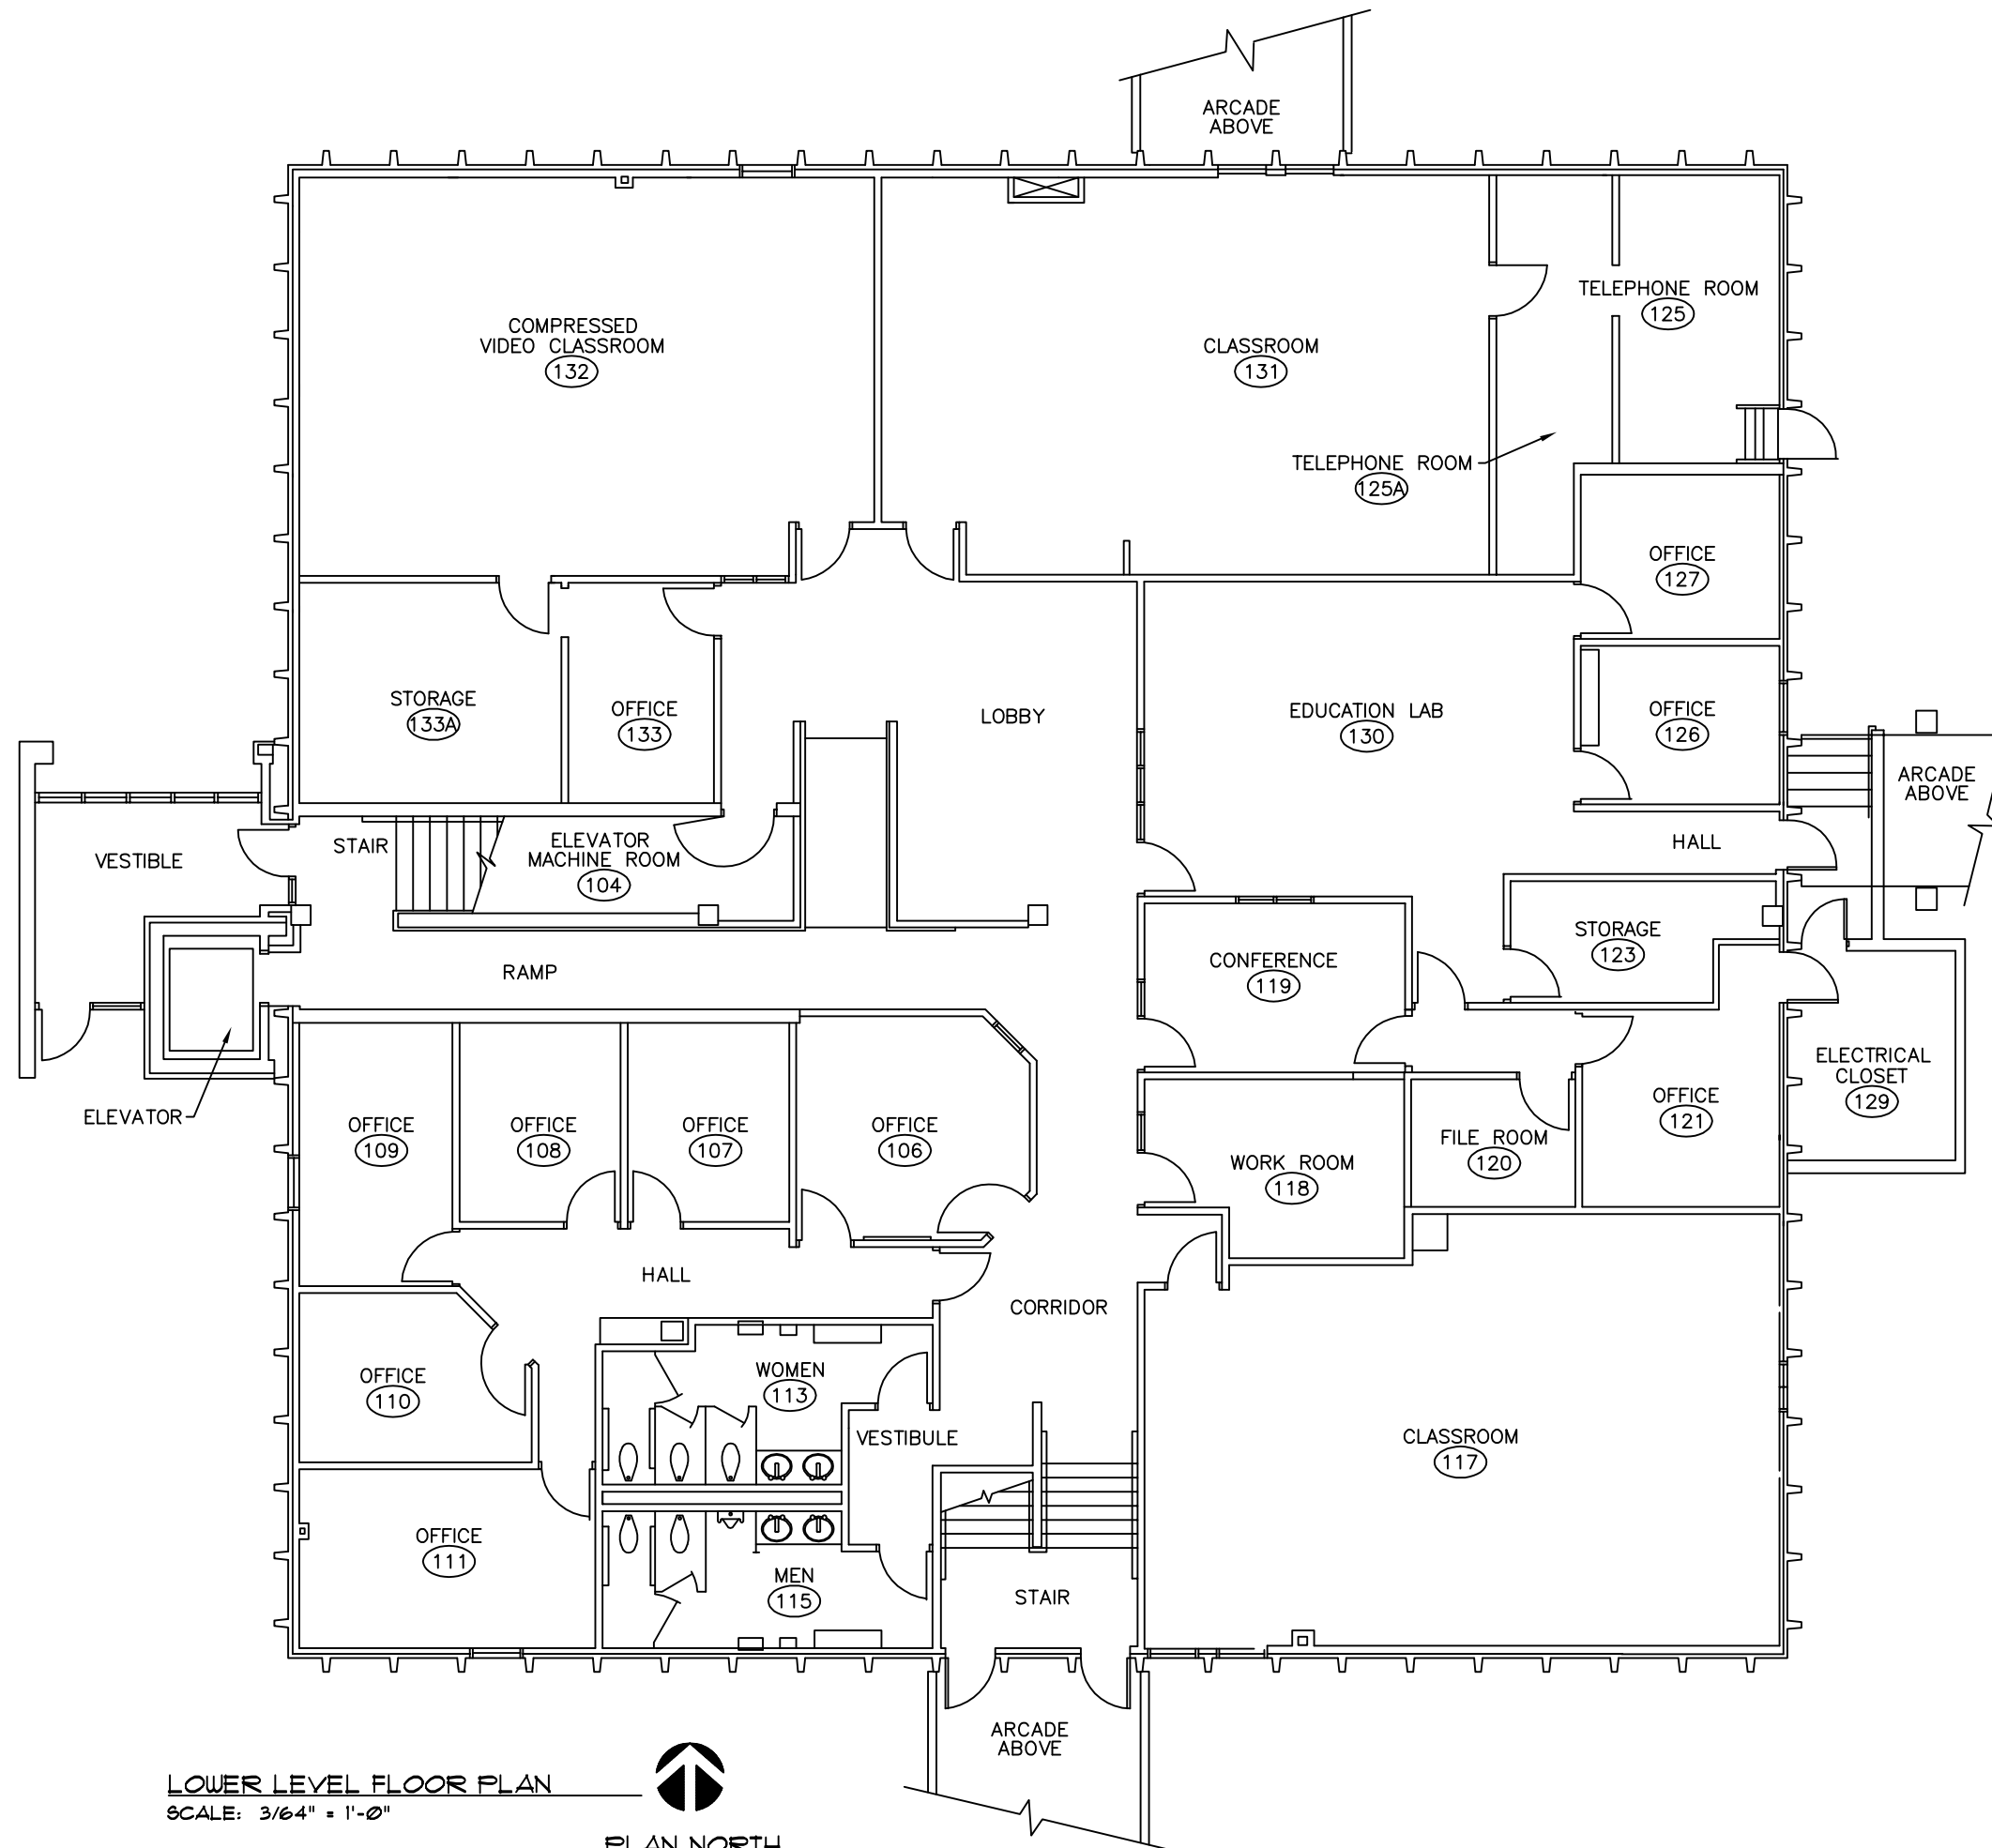 ARCADE
ABOVE
TELEPHONE ROOM
125
COMPRESSED
VIDEO CLASSROOM
132
CLASSROOM
131
TELEPHONE ROOM
125A
OFFICE
127
STORAGE
133A
OFFICE
133
LOBBY
EDUCATION LAB
130
OFFICE
126
ARCADE
ABOVE
VESTIBLE
STAIR
ELEVATOR
MACHINE ROOM
104
HALL
STORAGE
123
RAMP
CONFERENCE
119
ELECTRICAL
CLOSET
129
ELEVATOR
OFFICE
109
OFFICE
108
OFFICE
107
OFFICE
106
WORK ROOM
118
FILE ROOM
120
OFFICE
121
HALL
CORRIDOR
OFFICE
110
WOMEN
113
VESTIBULE
CLASSROOM
117
OFFICE
111
MEN
115
STAIR
ARCADE
ABOVE
LOWER LEVEL FLOOR PLAN
SCALE: 3/64" = 1'-0"
PLAN NORTH